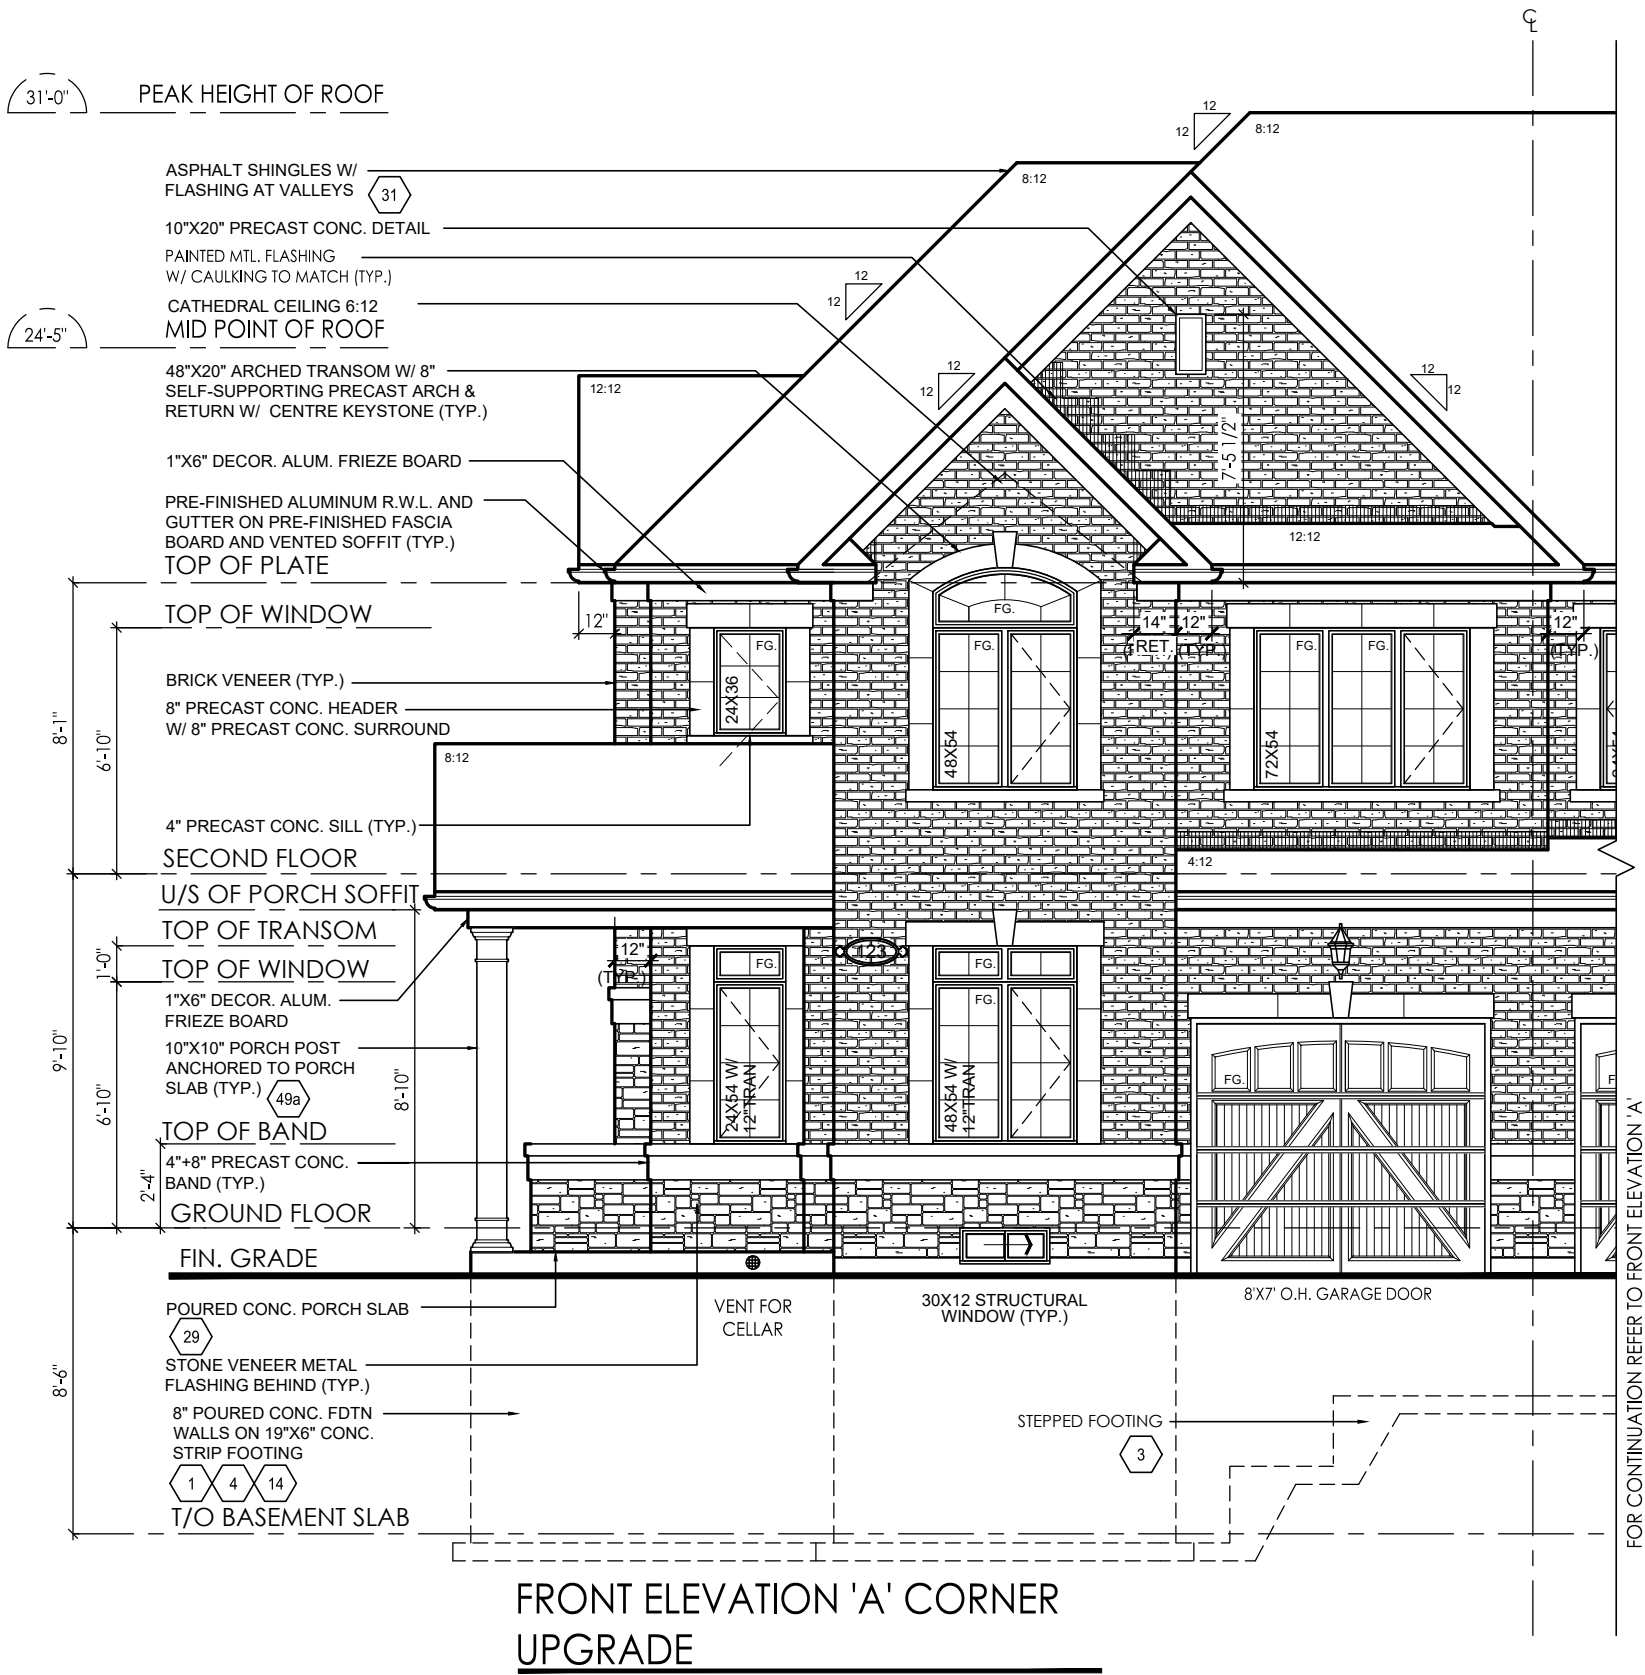 31'-0"
PEAK HEIGHT OF ROOF
ASPHALT SHINGLES W/
FLASHING AT VALLEYS
31
10"X20" PRECAST CONC. DETAIL
PAINTED MTL. FLASHING
W/ CAULKING TO MATCH (TYP.)
CATHEDRAL CEILING 6:12
24'-5"
MID POINT OF ROOF
48"X20" ARCHED TRANSOM W/ 8"
SELF-SUPPORTING PRECAST ARCH &
RETURN W/ CENTRE KEYSTONE (TYP.)
1"X6" DECOR. ALUM. FRIEZE BOARD
PRE-FINISHED ALUMINUM R.W.L. AND
GUTTER ON PRE-FINISHED FASCIA
BOARD AND VENTED SOFFIT (TYP.)
TOP OF PLATE
TOP OF WINDOW
BRICK VENEER (TYP.)
8" PRECAST CONC. HEADER
W/ 8" PRECAST CONC. SURROUND
4" PRECAST CONC. SILL (TYP.)
SECOND FLOOR
U/S OF PORCH SOFFIT
TOP OF TRANSOM
TOP OF WINDOW
1"X6" DECOR. ALUM.
FRIEZE BOARD
10"X10" PORCH POST
ANCHORED TO PORCH
SLAB (TYP.)
49a
TOP OF BAND
4"+8" PRECAST CONC.
BAND (TYP.)
GROUND FLOOR
FIN. GRADE
POURED CONC. PORCH SLAB
29
STONE VENEER METAL
FLASHING BEHIND (TYP.)
8" POURED CONC. FDTN
WALLS ON 19"X6" CONC.
STRIP FOOTING
1
4
14
T/O BASEMENT SLAB
8'-1"
6'-10"
9'-10"
1'-0"
6'-10"
8'-10"
2'-4"
8'-6"
12
12
8:12
12
12
8:12
12
12
12
12
12
12
12:12
7'-5 1/2"
12:12
12"
FG.
24X36
8:12
FG.
FG.
48X54
14"
RET.
12"
(TYP.)
FG.
FG.
72X54
12"
(TYP.)
4:12
12"
(TYP.)
FG.
24X54 W/
12"TRAN
123
FG.
FG.
48X54 W/
12"TRAN
FG.
VENT FOR
CELLAR
30X12 STRUCTURAL
WINDOW (TYP.)
8'X7' O.H. GARAGE DOOR
STEPPED FOOTING
3
FOR CONTINUATION REFER TO FRONT ELEVATION 'A'
FRONT ELEVATION 'A' CORNER
UPGRADE